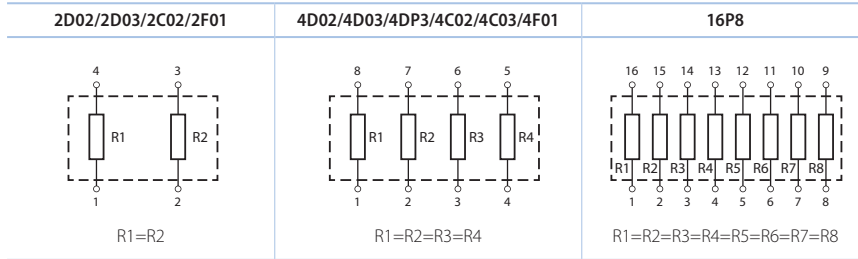 2D02/2D03/2C02/2F01
4D02/4D03/4DP3/4C02/4C03/4F01
16P8
4 3
R1 R2
1 2
R1=R2
8 7 6 5
R1 R2 R3 R4
1 2 3 4
R1=R2=R3=R4
16 15 14 13 12 11 10 9
R1 R2 R3 R4 R5 R6 R7 R8
1 2 3 4 5 6 7 8
R1=R2=R3=R4=R5=R6=R7=R8